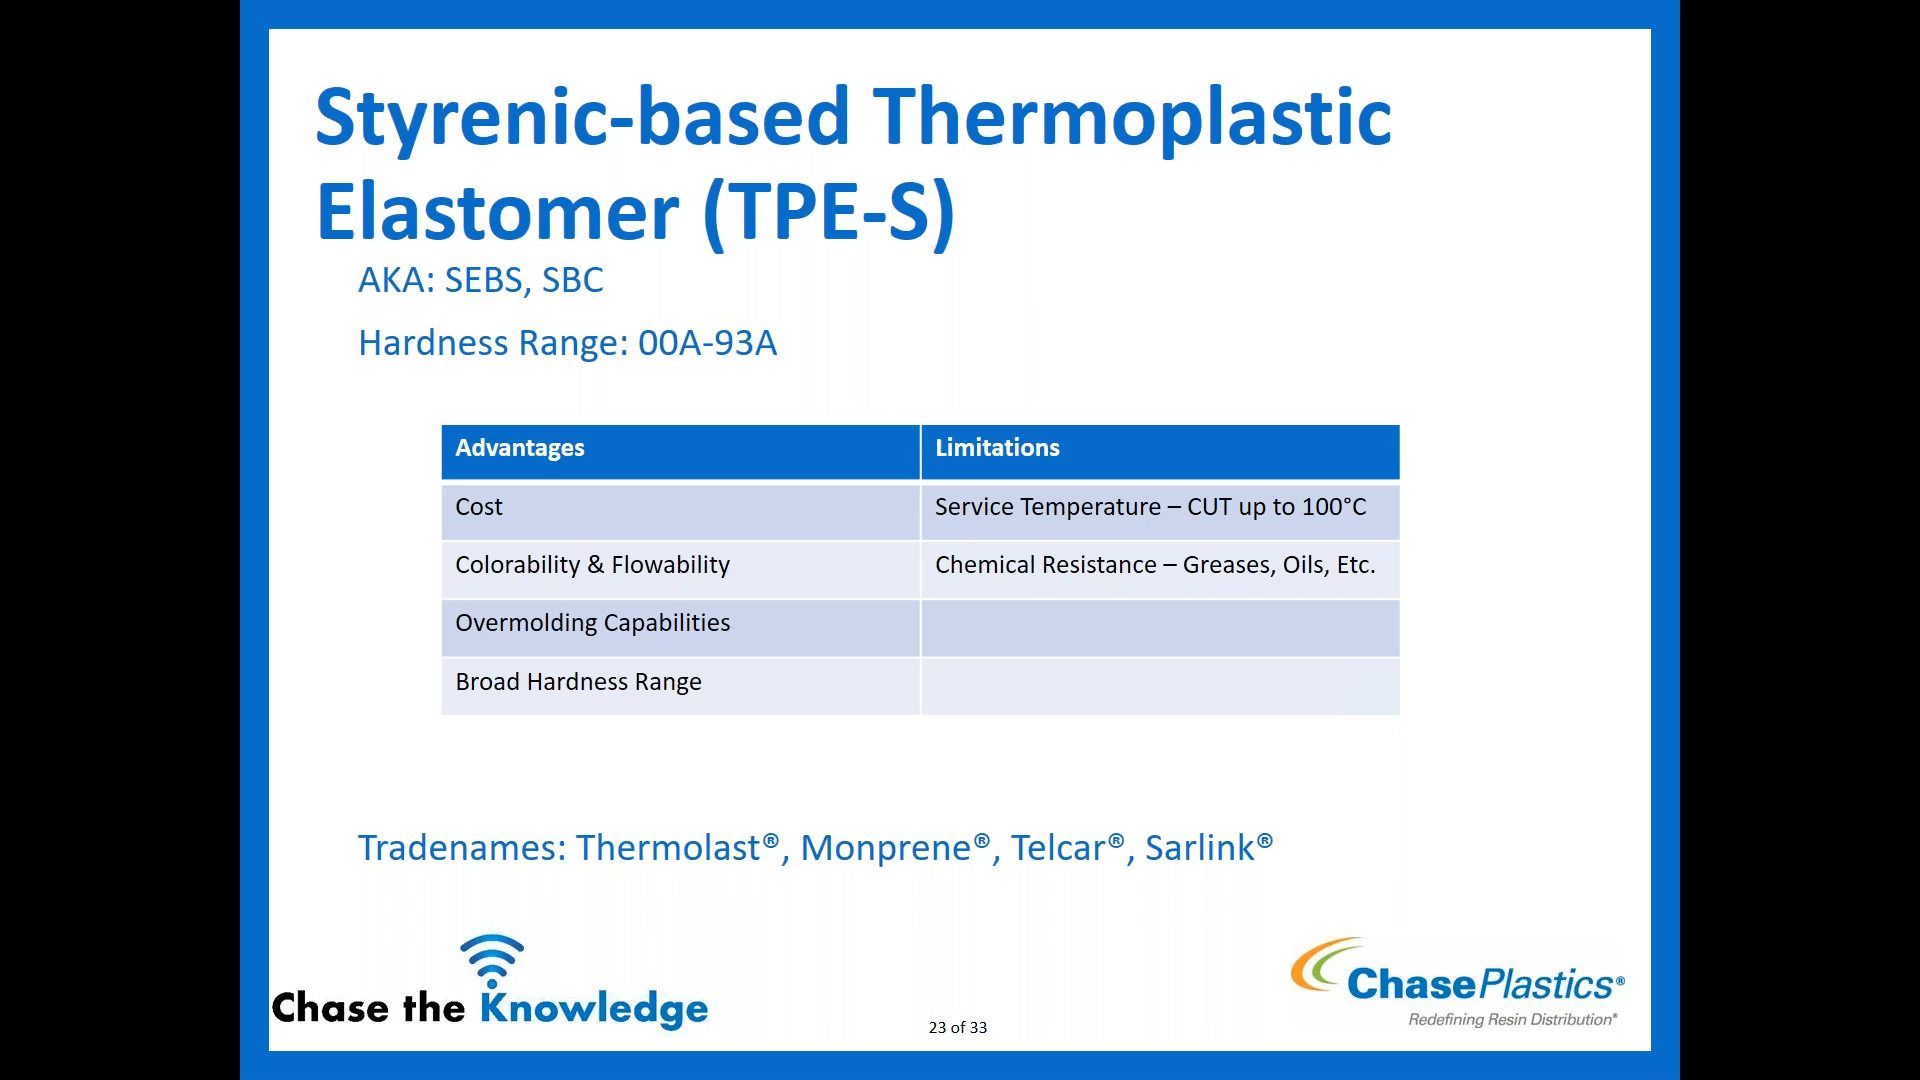 Styrenic-based Thermoplastic
Elastomer (TPE-S)
AKA: SEBS, SBC
Hardness Range: 00A-93A
Advantages
Limitations
Cost
Service Temperature – CUT up to 100°C
Colorability & Flowability
Chemical Resistance – Greases, Oils, Etc.
Overmolding Capabilities
Broad Hardness Range
Tradenames: Thermolast®, Monprene®, Telcar®, Sarlink®
Chase the Knowledge
23 of 33
ChasePlastics®
Redefining Resin Distribution®